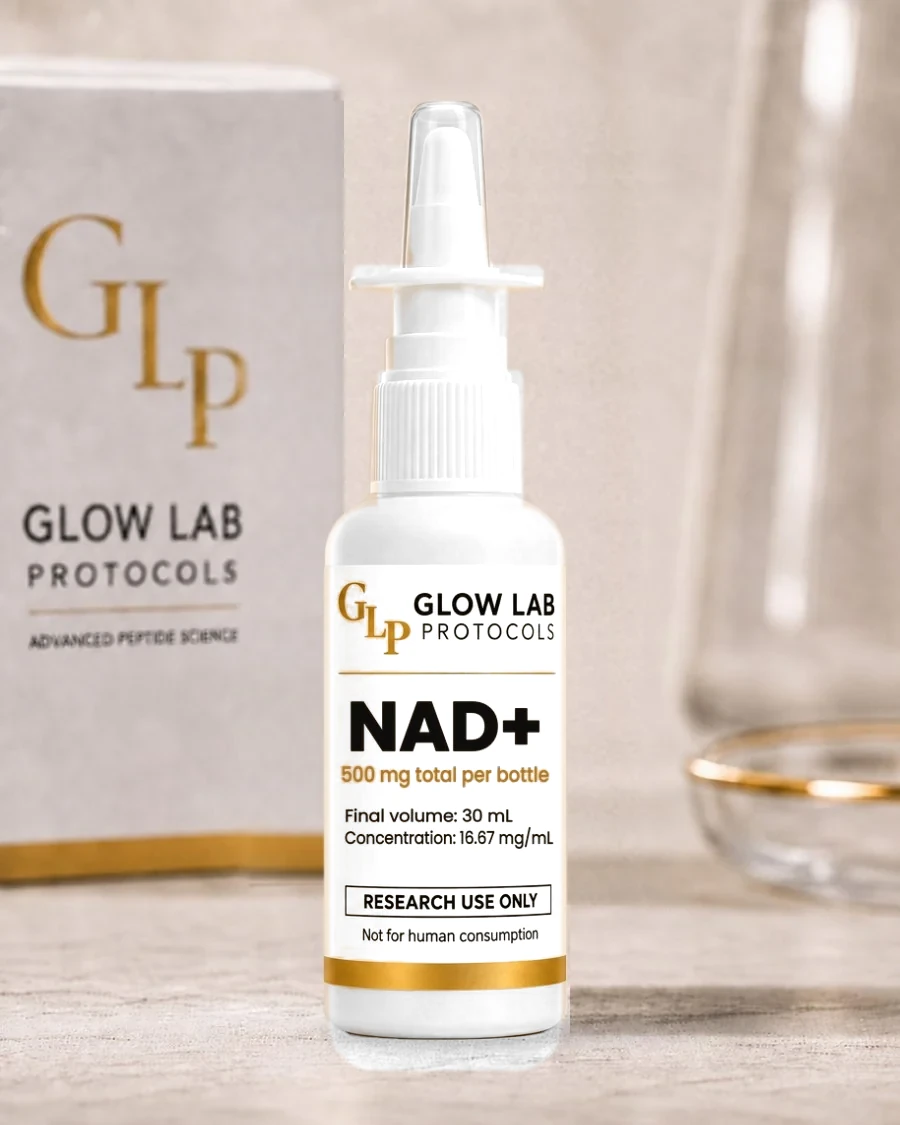 GLP
GLOW LAB
PROTOCOLS
ADVANCED PEPTIDE SCIENCE
GLP
GLOW LAB
PROTOCOLS
NAD+
500 mg total per bottle
Final volume: 30 mL
Concentration: 16.67 mg/mL
RESEARCH USE ONLY
Not for human consumption